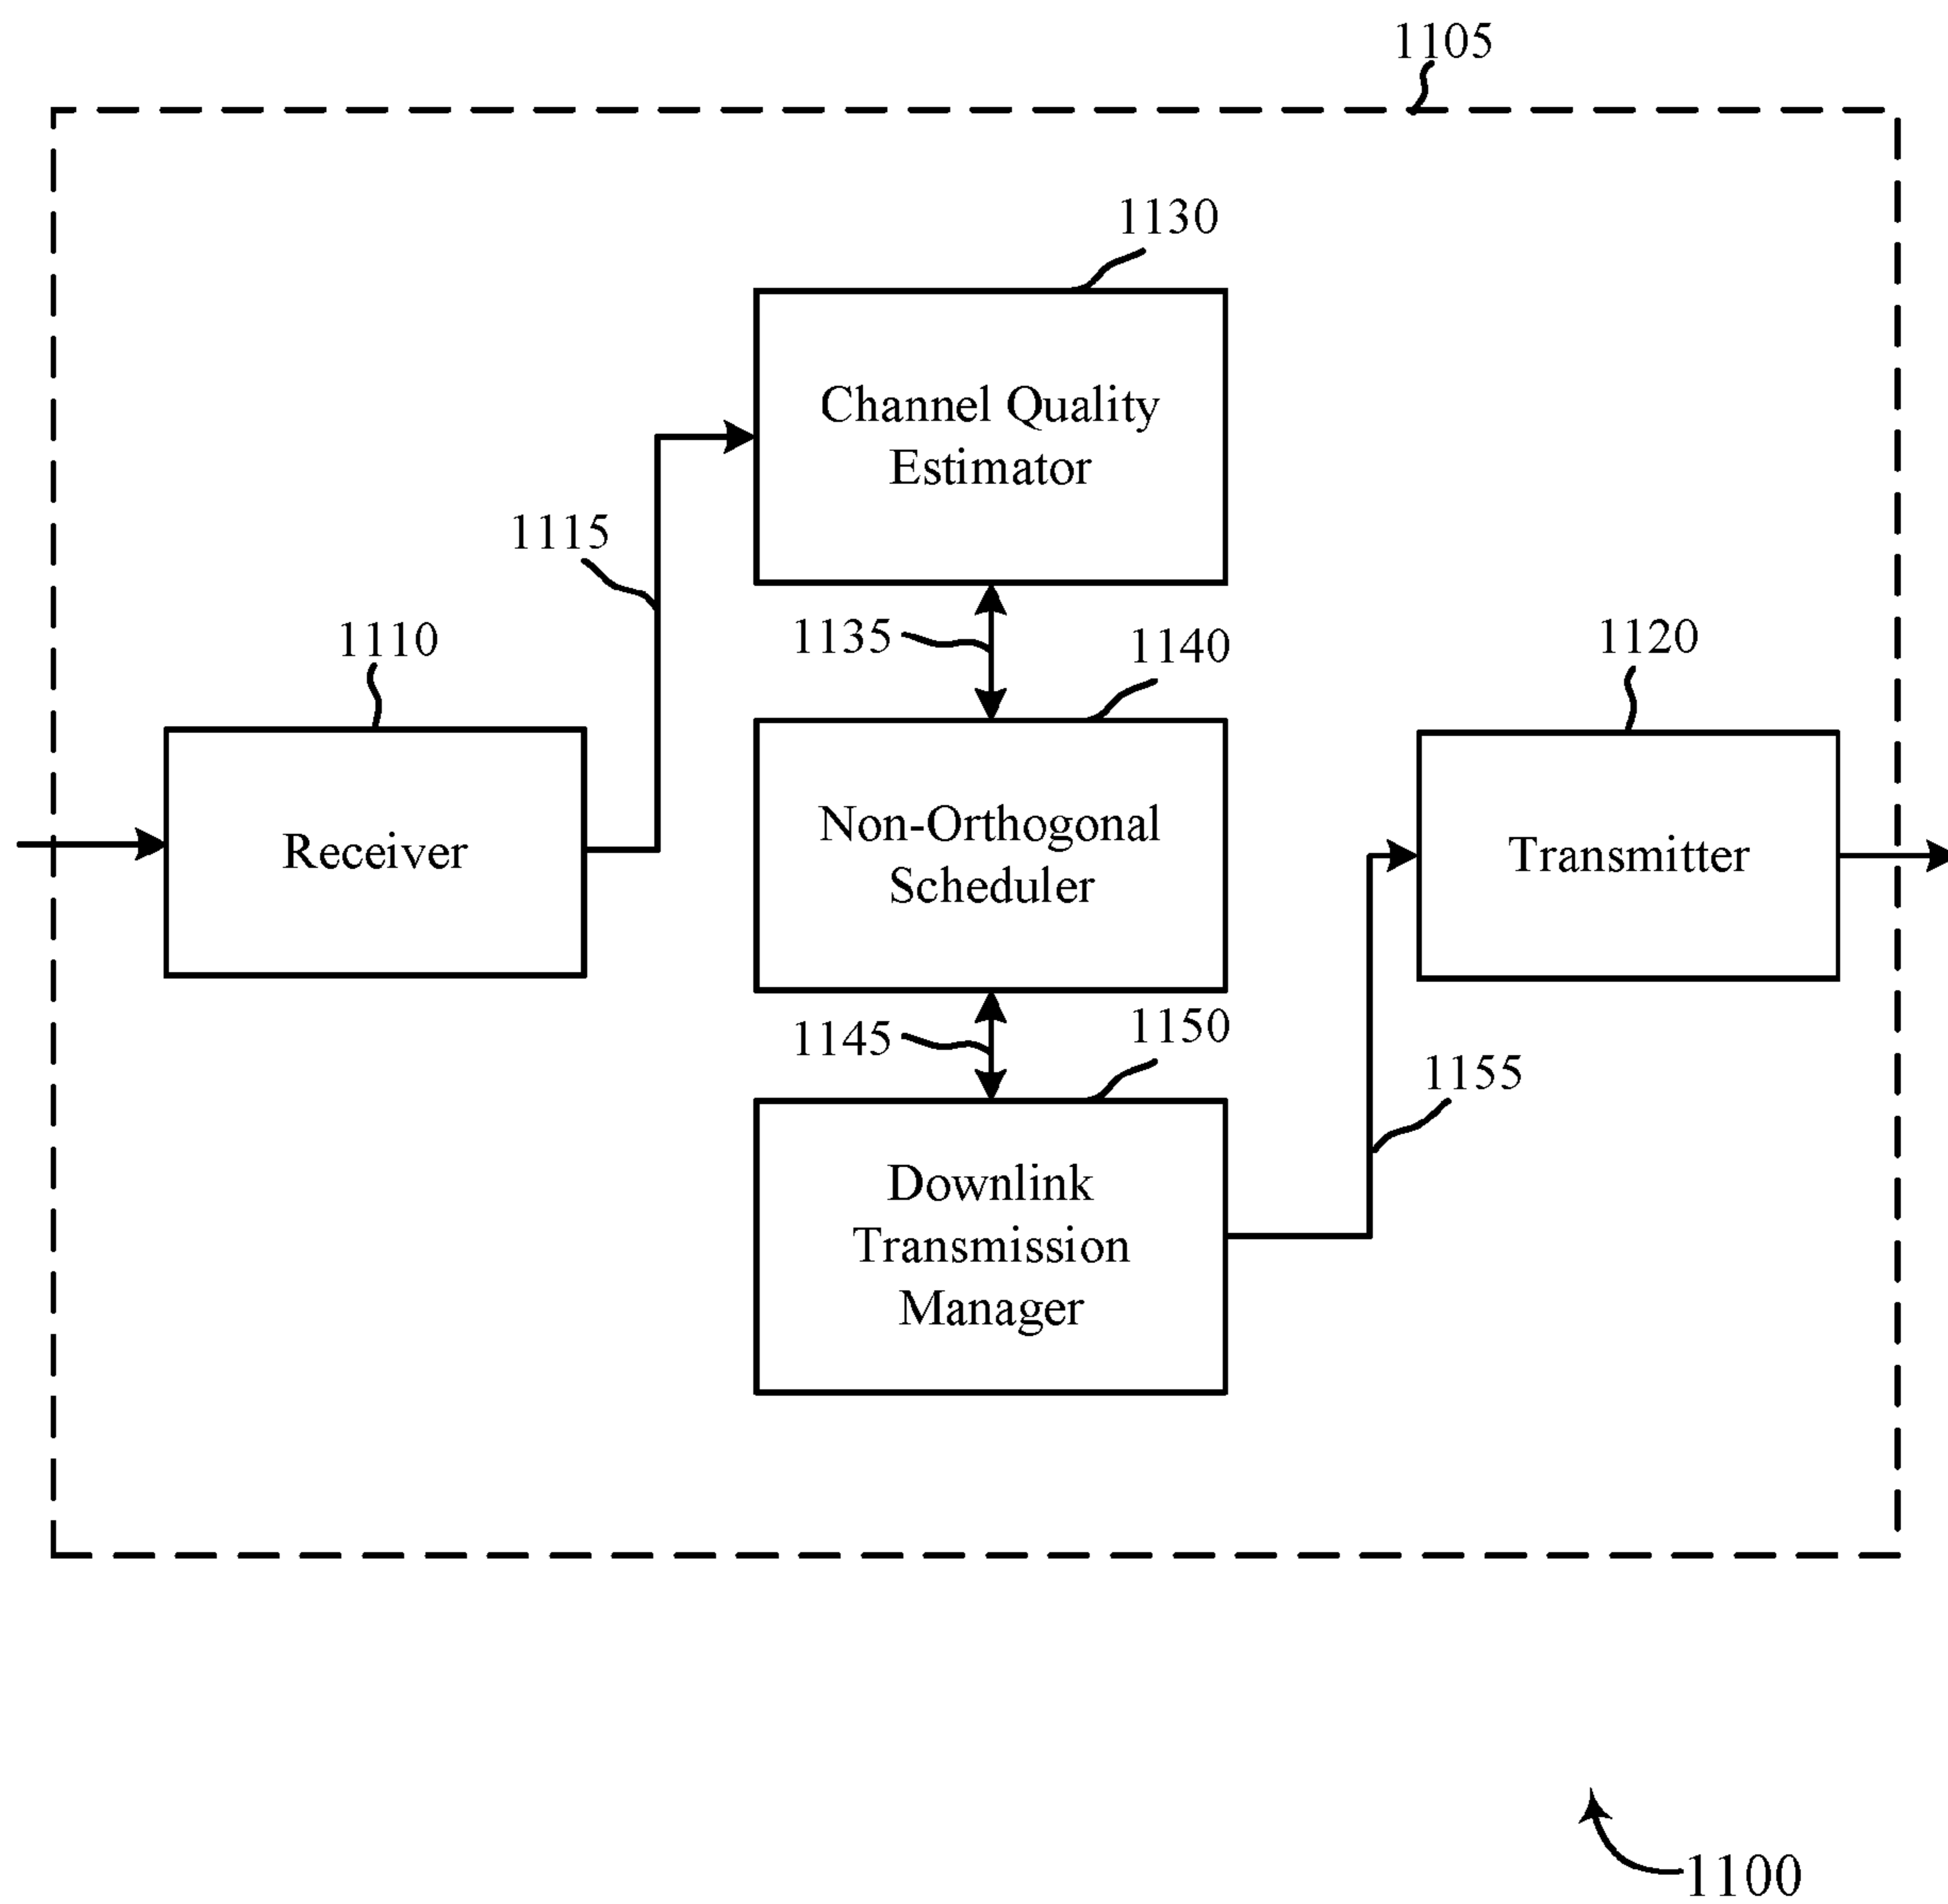 1105
1130
Channel Quality
Estimator
1115
1135
1140
1110
1120
Receiver
Non-Orthogonal
Scheduler
Transmitter
1145
1150
1155
Downlink
Transmission
Manager
1100